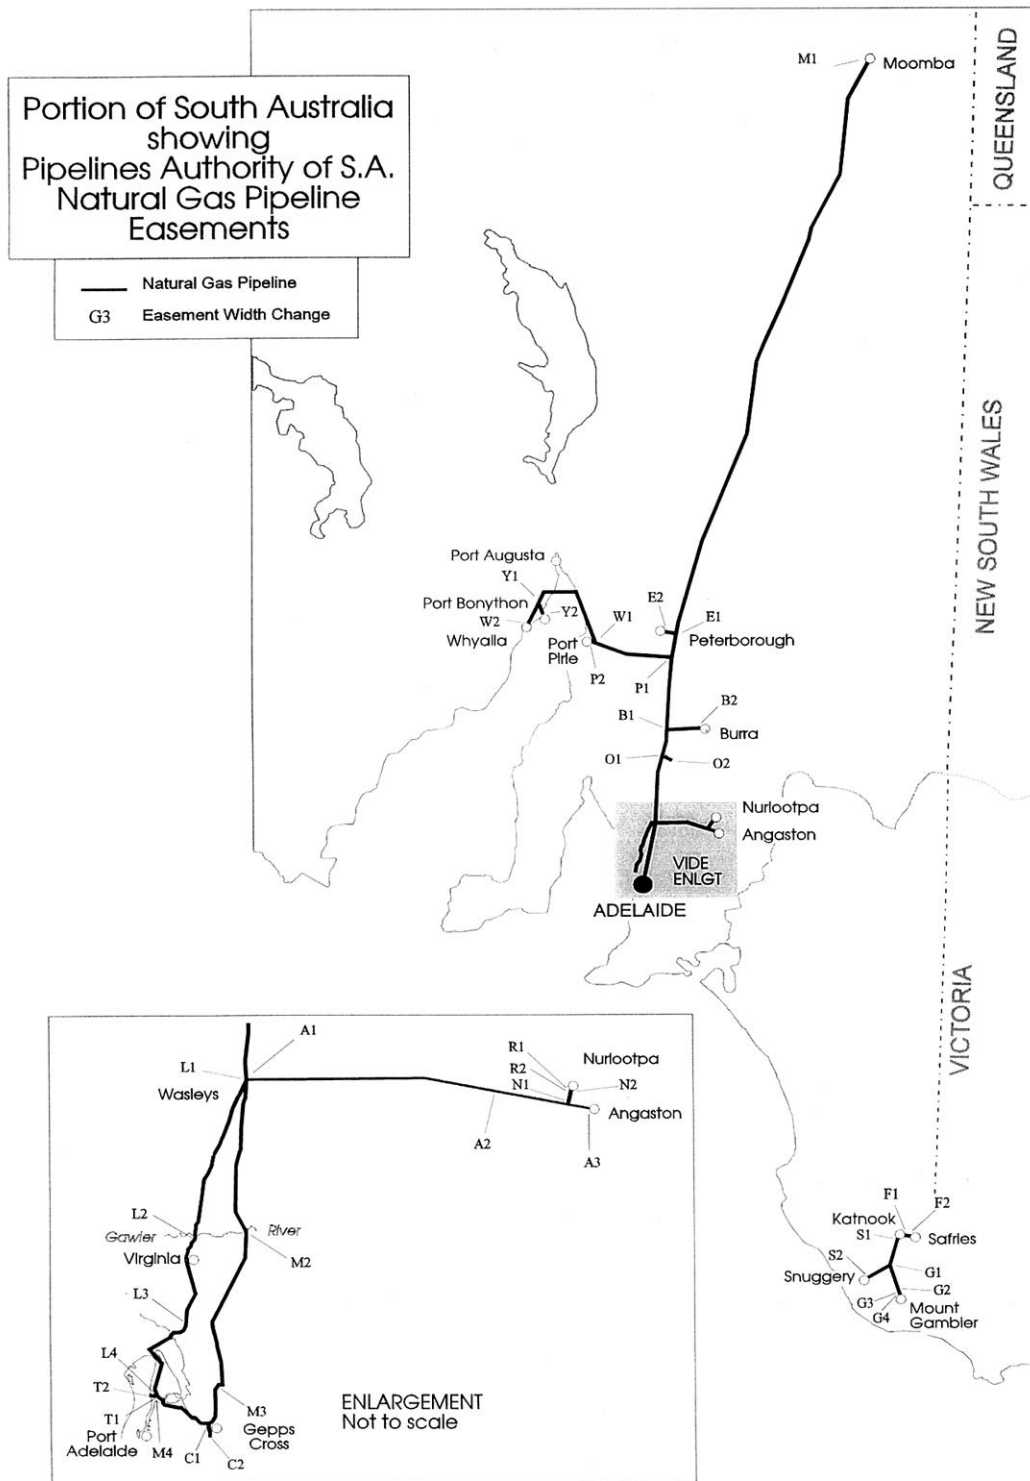 Portion of South Australia
showing
Pipelines Authority of S.A.
Natural Gas Pipeline
Easements
Natural Gas Pipeline
G3 Easement Width Change
M1
Moomba
QUEENSLAND
NEW SOUTH WALES
VICTORIA
Port Augusta
Y1
Port Bonython
Y2
W2
Whyalla
W1
Port
Pirie
P2
E2
E1
Peterborough
P1
B1
B2
Burra
O1
O2
Nurlootpa
Angaston
VIDE
ENLGT
ADELAIDE
A1
L1
Wasleys
R1
R2
N1
Nurlootpa
N2
Angaston
A2
A3
L2
Gawler
River
Virginia
M2
L3
L4
T2
T1
Port
Adelaide
M4
C1
C2
M3
Gepps
Cross
ENLARGEMENT
Not to scale
F1
F2
Katnook
S1
Safries
S2
Snuggery
G1
G2
G3
G4
Mount
Gambier